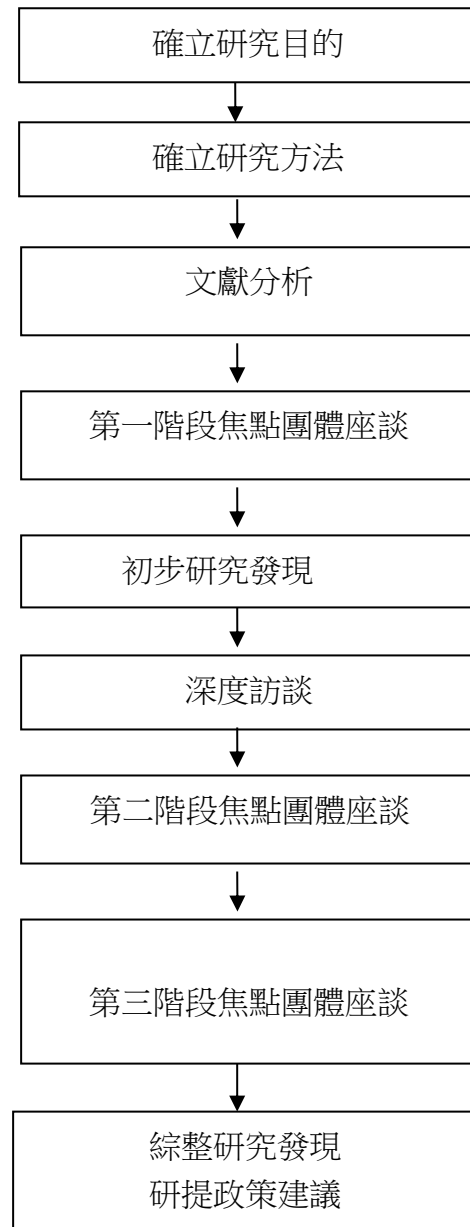 確立研究目的
確立研究方法
文獻分析
第一階段焦點團體座談
初步研究發現
深度訪談
第二階段焦點團體座談
第三階段焦點團體座談
綜整研究發現
研提政策建議